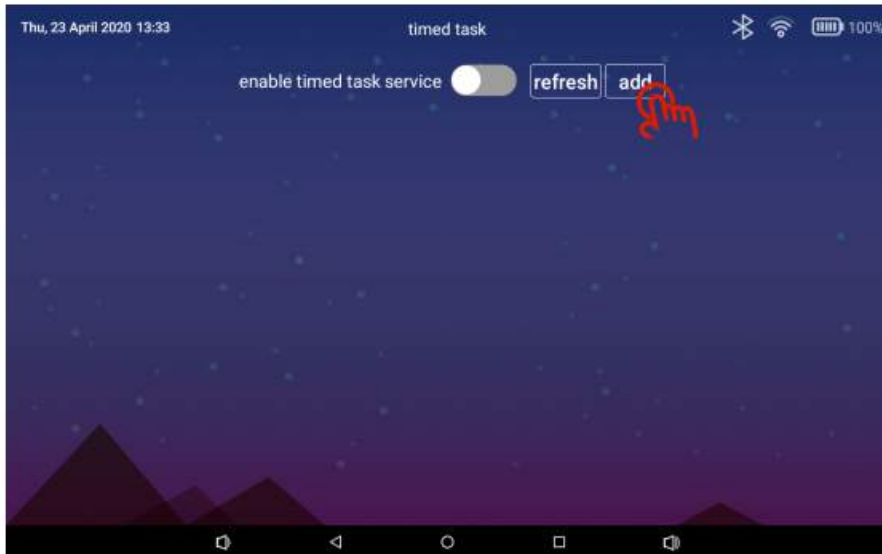 Thu, 23 April 2020 13:33 timed task 100%
enable timed task service refresh add